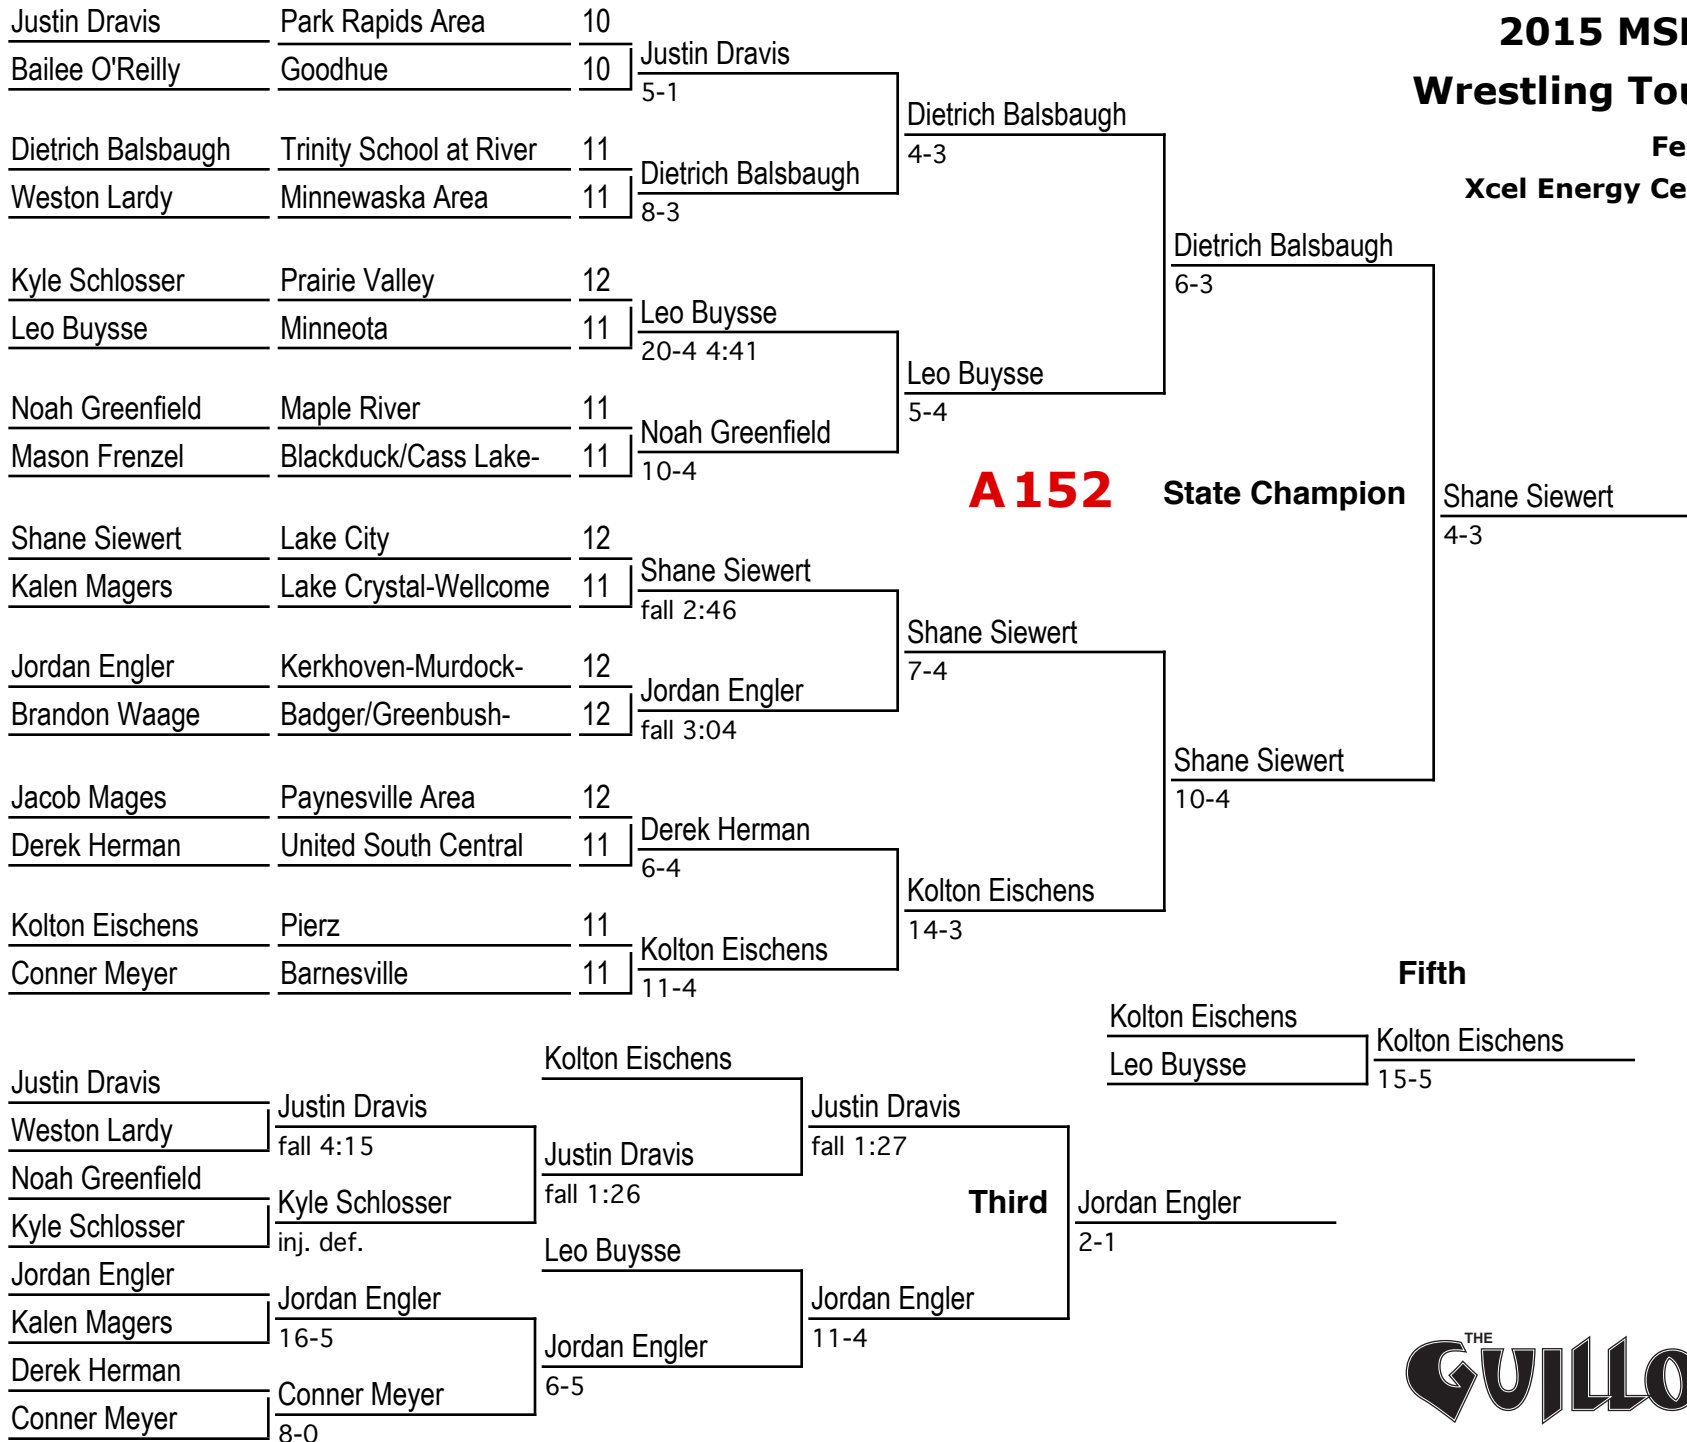 2015 MSI
Wrestling Tou
Fe
Xcel Energy Ce
Justin Dravis Park Rapids Area 10
Bailee O'Reilly Goodhue 10
Justin Dravis
5-1
Dietrich Balsbaugh Trinity School at River 11
Weston Lardy Minnewaska Area 11
Dietrich Balsbaugh
8-3
Dietrich Balsbaugh
4-3
Kyle Schlosser Prairie Valley 12
Leo Buysse Minneota 11
Leo Buysse
20-4 4:41
Noah Greenfield Maple River 11
Mason Frenzel Blackduck/Cass Lake- 11
Noah Greenfield
10-4
Leo Buysse
5-4
Dietrich Balsbaugh
6-3
A 152 State Champion
Shane Siewert
4-3
Shane Siewert Lake City 12
Kalen Magers Lake Crystal-Wellcome 11
Shane Siewert
fall 2:46
Jordan Engler Kerkhoven-Murdock- 12
Brandon Waage Badger/Greenbush- 12
Jordan Engler
fall 3:04
Shane Siewert
7-4
Jacob Mages Paynesville Area 12
Derek Herman United South Central 11
Derek Herman
6-4
Kolton Eischens Pierz 11
Conner Meyer Barnesville 11
Kolton Eischens
11-4
Kolton Eischens
14-3
Shane Siewert
10-4
Fifth
Kolton Eischens
Leo Buysse
Kolton Eischens
15-5
Justin Dravis
Weston Lardy
Justin Dravis
fall 4:15
Noah Greenfield
Kyle Schlosser
Kyle Schlosser
inj. def.
Jordan Engler
Kalen Magers
Jordan Engler
16-5
Derek Herman
Conner Meyer
Conner Meyer
8-0
Kolton Eischens
Justin Dravis
fall 1:26
Leo Buysse
Jordan Engler
6-5
Justin Dravis
fall 1:27
Jordan Engler
11-4
Third
Jordan Engler
2-1
THE
GUILLO